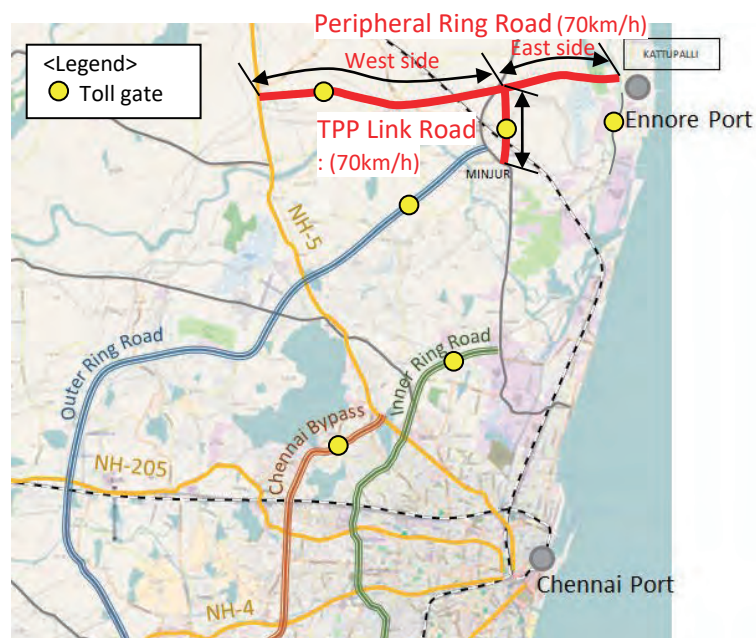 Peripheral Ring Road (70km/h)
<Legend>
Toll gate
West side
East side
KATTUPALLI
Ennore Port
TPP Link Road
: (70km/h)
MINJUR
NH-5
Outer Ring Road
Inner Ring Road
Chennai Bypass
NH-205
Chennai Port
NH-4